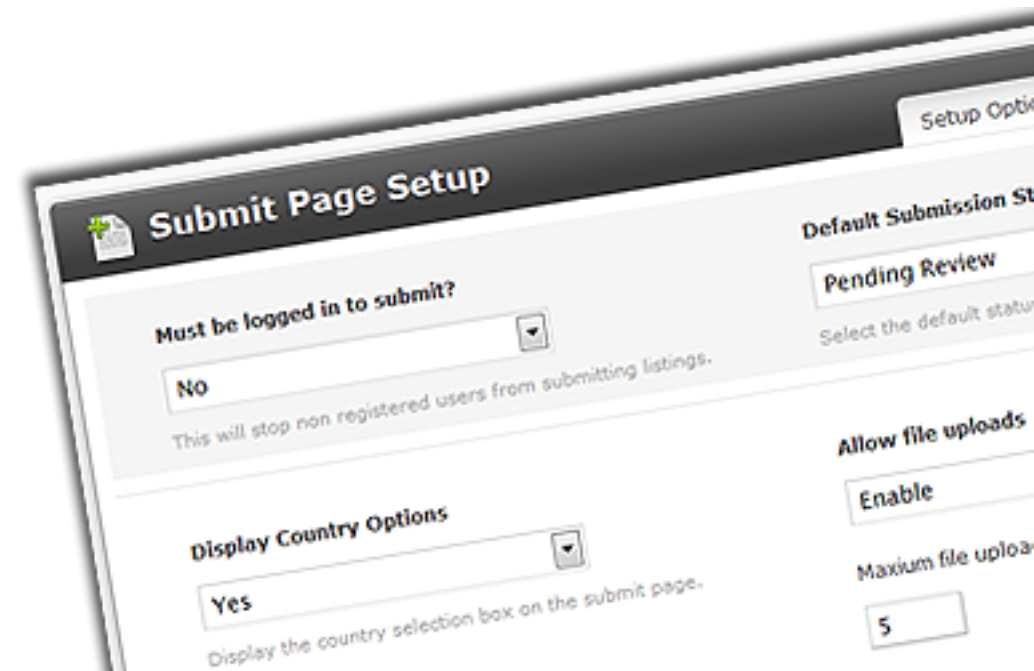 Setup Optio
Submit Page Setup
Must be logged in to submit?
No
This will stop non registered users from submitting listings.
Default Submission St
Pending Review
Select the default statu
Display Country Options
Yes
Display the country selection box on the submit page.
Allow file uploads
Enable
Maxium file uploa
5